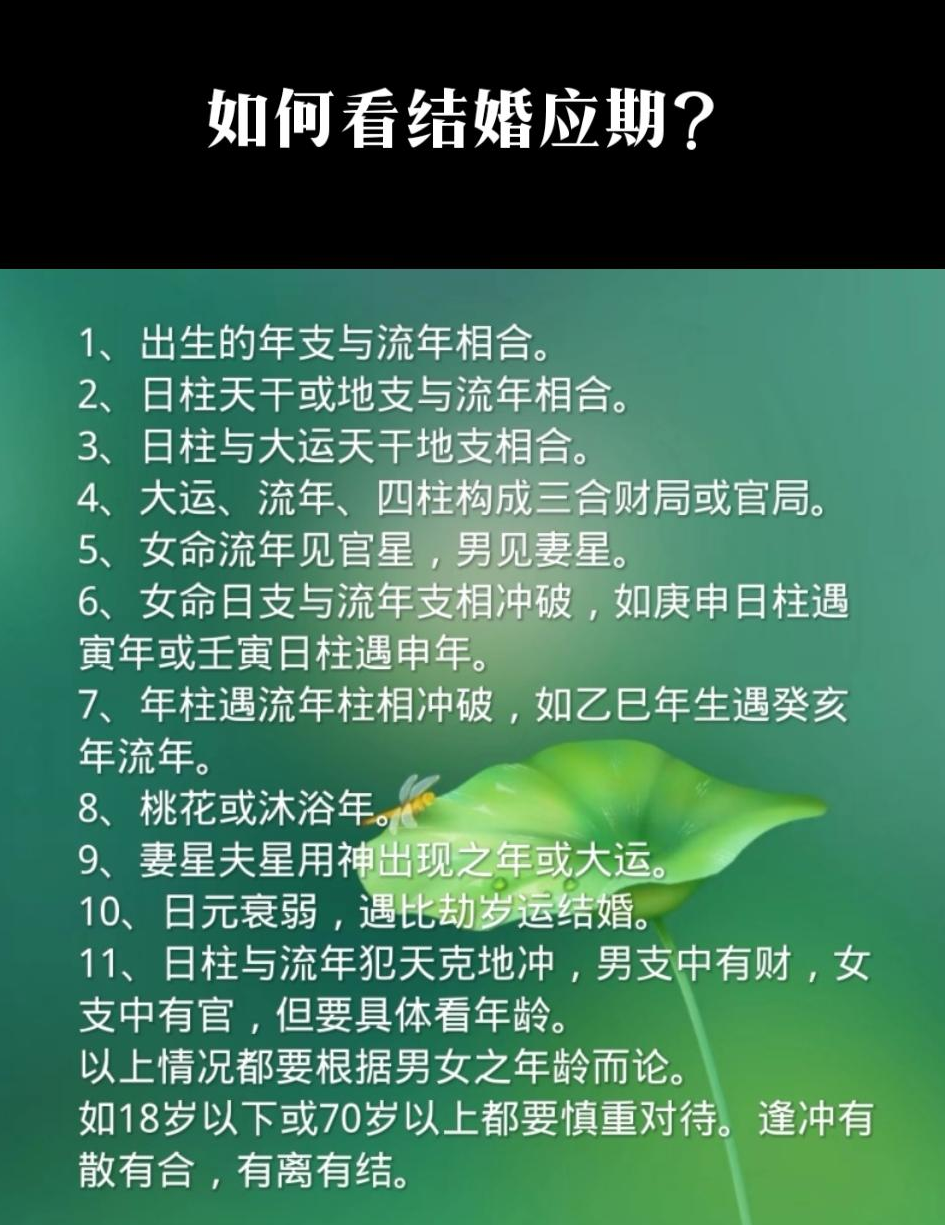 如何看结婚应期?
1、出生的年支与流年相合。
2、日柱天干或地支与流年相合。
3、日柱与大运天干地支相合。
4、大运、流年、四柱构成三合财局或官局。
5、女命流年见官星，男见妻星。
6、女命日支与流年支相冲破，如庚申日柱遇
寅年或壬寅日柱遇申年。
7、年柱遇流年柱相冲破，如乙巳年生遇癸亥
年流年。
8、桃花或沐浴年。
9、妻星夫星用神出现之年或大运。
10、日元衰弱，遇比劫岁运结婚。
11、日柱与流年犯天克地冲，男支中有财，女
支中有官，但要具体看年龄。
以上情况都要根据男女之年龄而论。
如18岁以下或70岁以上都要慎重对待。逢冲有
散有合，有离有结。